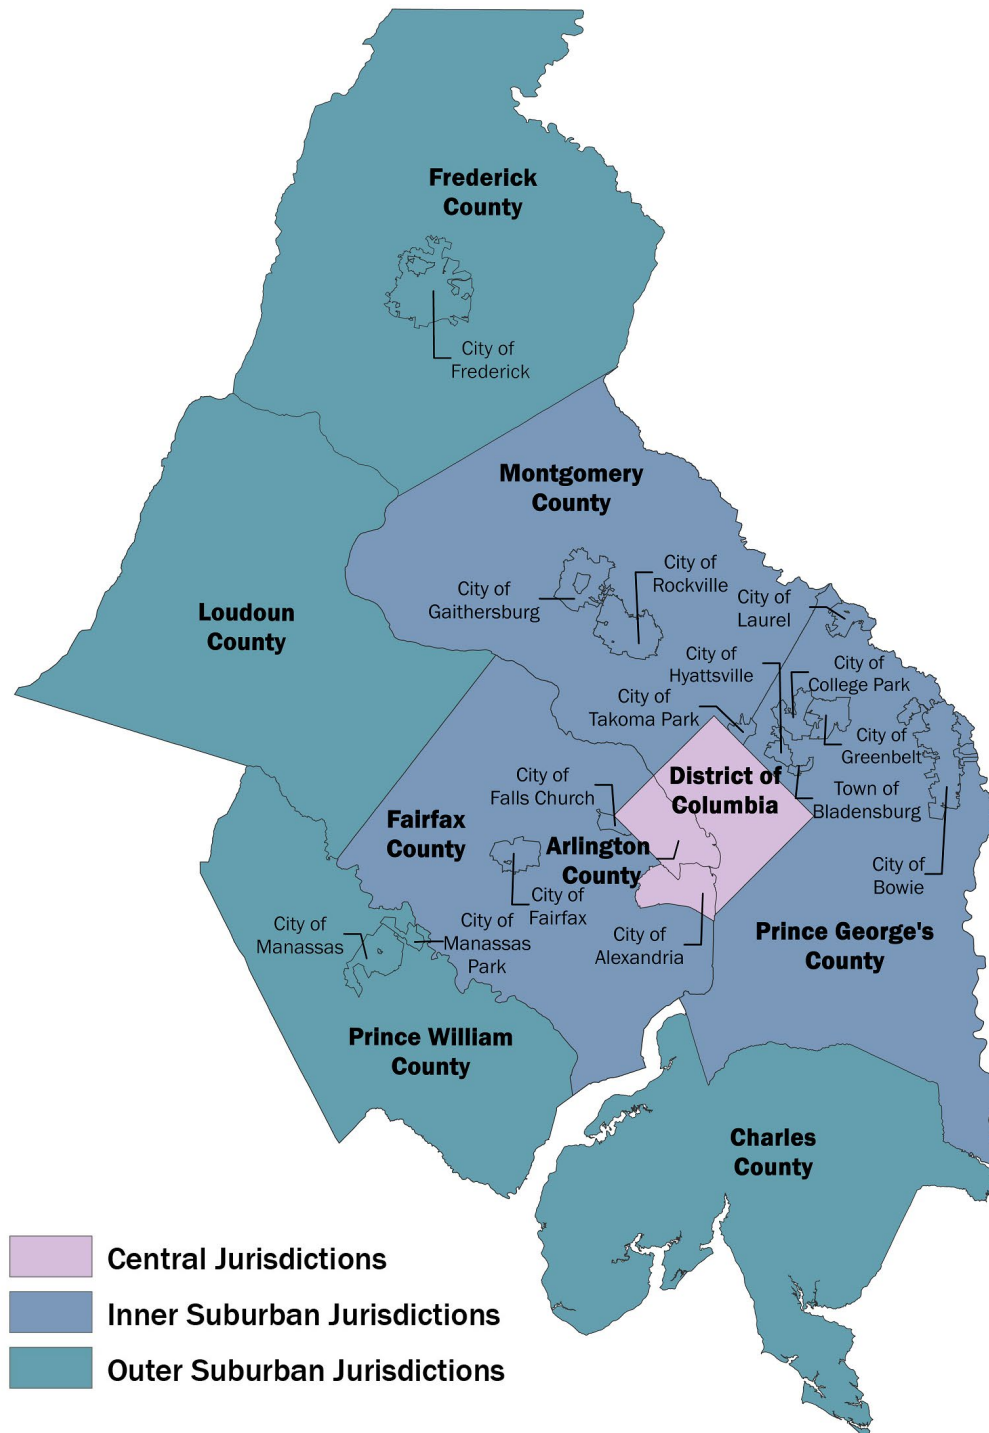 Frederick
County
City of
Frederick
Montgomery
County
City of
Rockville
City of
Gaithersburg
City of
Laurel
Loudoun
County
City of
Hyattsville
City of
College Park
City of
Takoma Park
City of
Greenbelt
District of
Columbia
City of
Falls Church
Town of
Bladensburg
Fairfax
County
Arlington
County
City of
Bowie
City of
Fairfax
City of
Manassas
City of
Manassas
Park
City of
Alexandria
Prince George's
County
Prince William
County
Charles
County
Central Jurisdictions
Inner Suburban Jurisdictions
Outer Suburban Jurisdictions